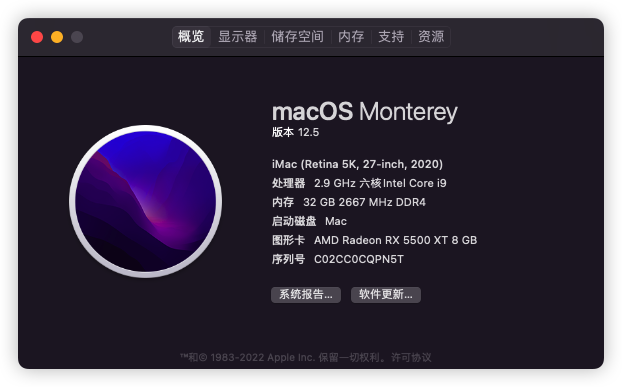 概览 显示器 储存空间 内存 支持 资源
macOS Monterey
版本 12.5
iMac (Retina 5K, 27-inch, 2020)
处理器 2.9 GHz 六核Intel Core i9
内存 32 GB 2667 MHz DDR4
启动磁盘 Mac
图形卡 AMD Radeon RX 5500 XT 8 GB
序列号 C02CC0CQPN5T
系统报告... 软件更新...
™和© 1983-2022 Apple Inc. 保留一切权利。许可协议